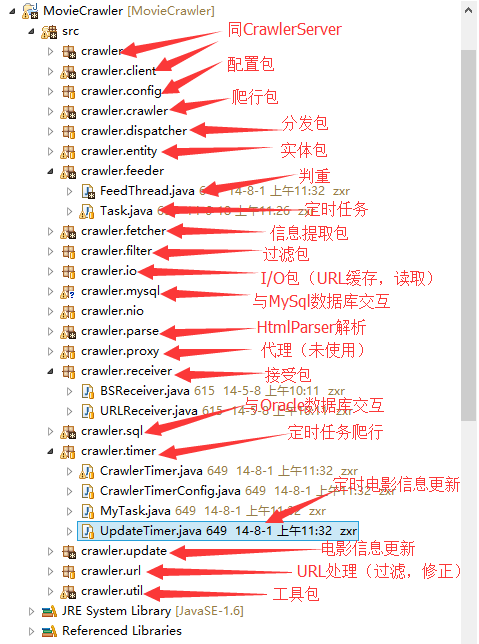 MovieCrawler [MovieCrawler]
src
同CrawlerServer
crawler
crawler.client
crawler.config
配置包
crawler.crawler
爬行包
crawler.dispatcher
分发包
crawler.entity
实体包
crawler.feeder
FeedThread.java 6 14-8-1 上午11:32 zxr
判重
Task.java 上午11:26 zxr
定时任务
crawler.fetcher
信息提取包
crawler.filter
过滤包
crawler.io
I/O包（URL缓存，读取）
crawler.mysql
与MySql数据库交互
crawler.nio
crawler.parse
HtmlParser解析
crawler.proxy
代理（未使用）
crawler.receiver
接受包
BSReceiver.java 615 14-5-8 上午10:11 zxr
URLReceiver.java 615 zxr
与Oracle数据库交互
crawler.sql
crawler.timer
定时任务爬行
CrawlerTimer.java 649 14-8-1 上午11:32 zxr
CrawlerTimerConfig.java 649 14-8-1 上午11:32
定时电影信息更新
MyTask.java 649 14-8-1 上午11:32 zxr
UpdateTimer.java 649 14-8-1 上午11:32 zxr
crawler.update
电影信息更新
crawler.url
URL处理（过滤，修正）
crawler.util
工具包
JRE System Library [JavaSE-1.6]
Referenced Libraries